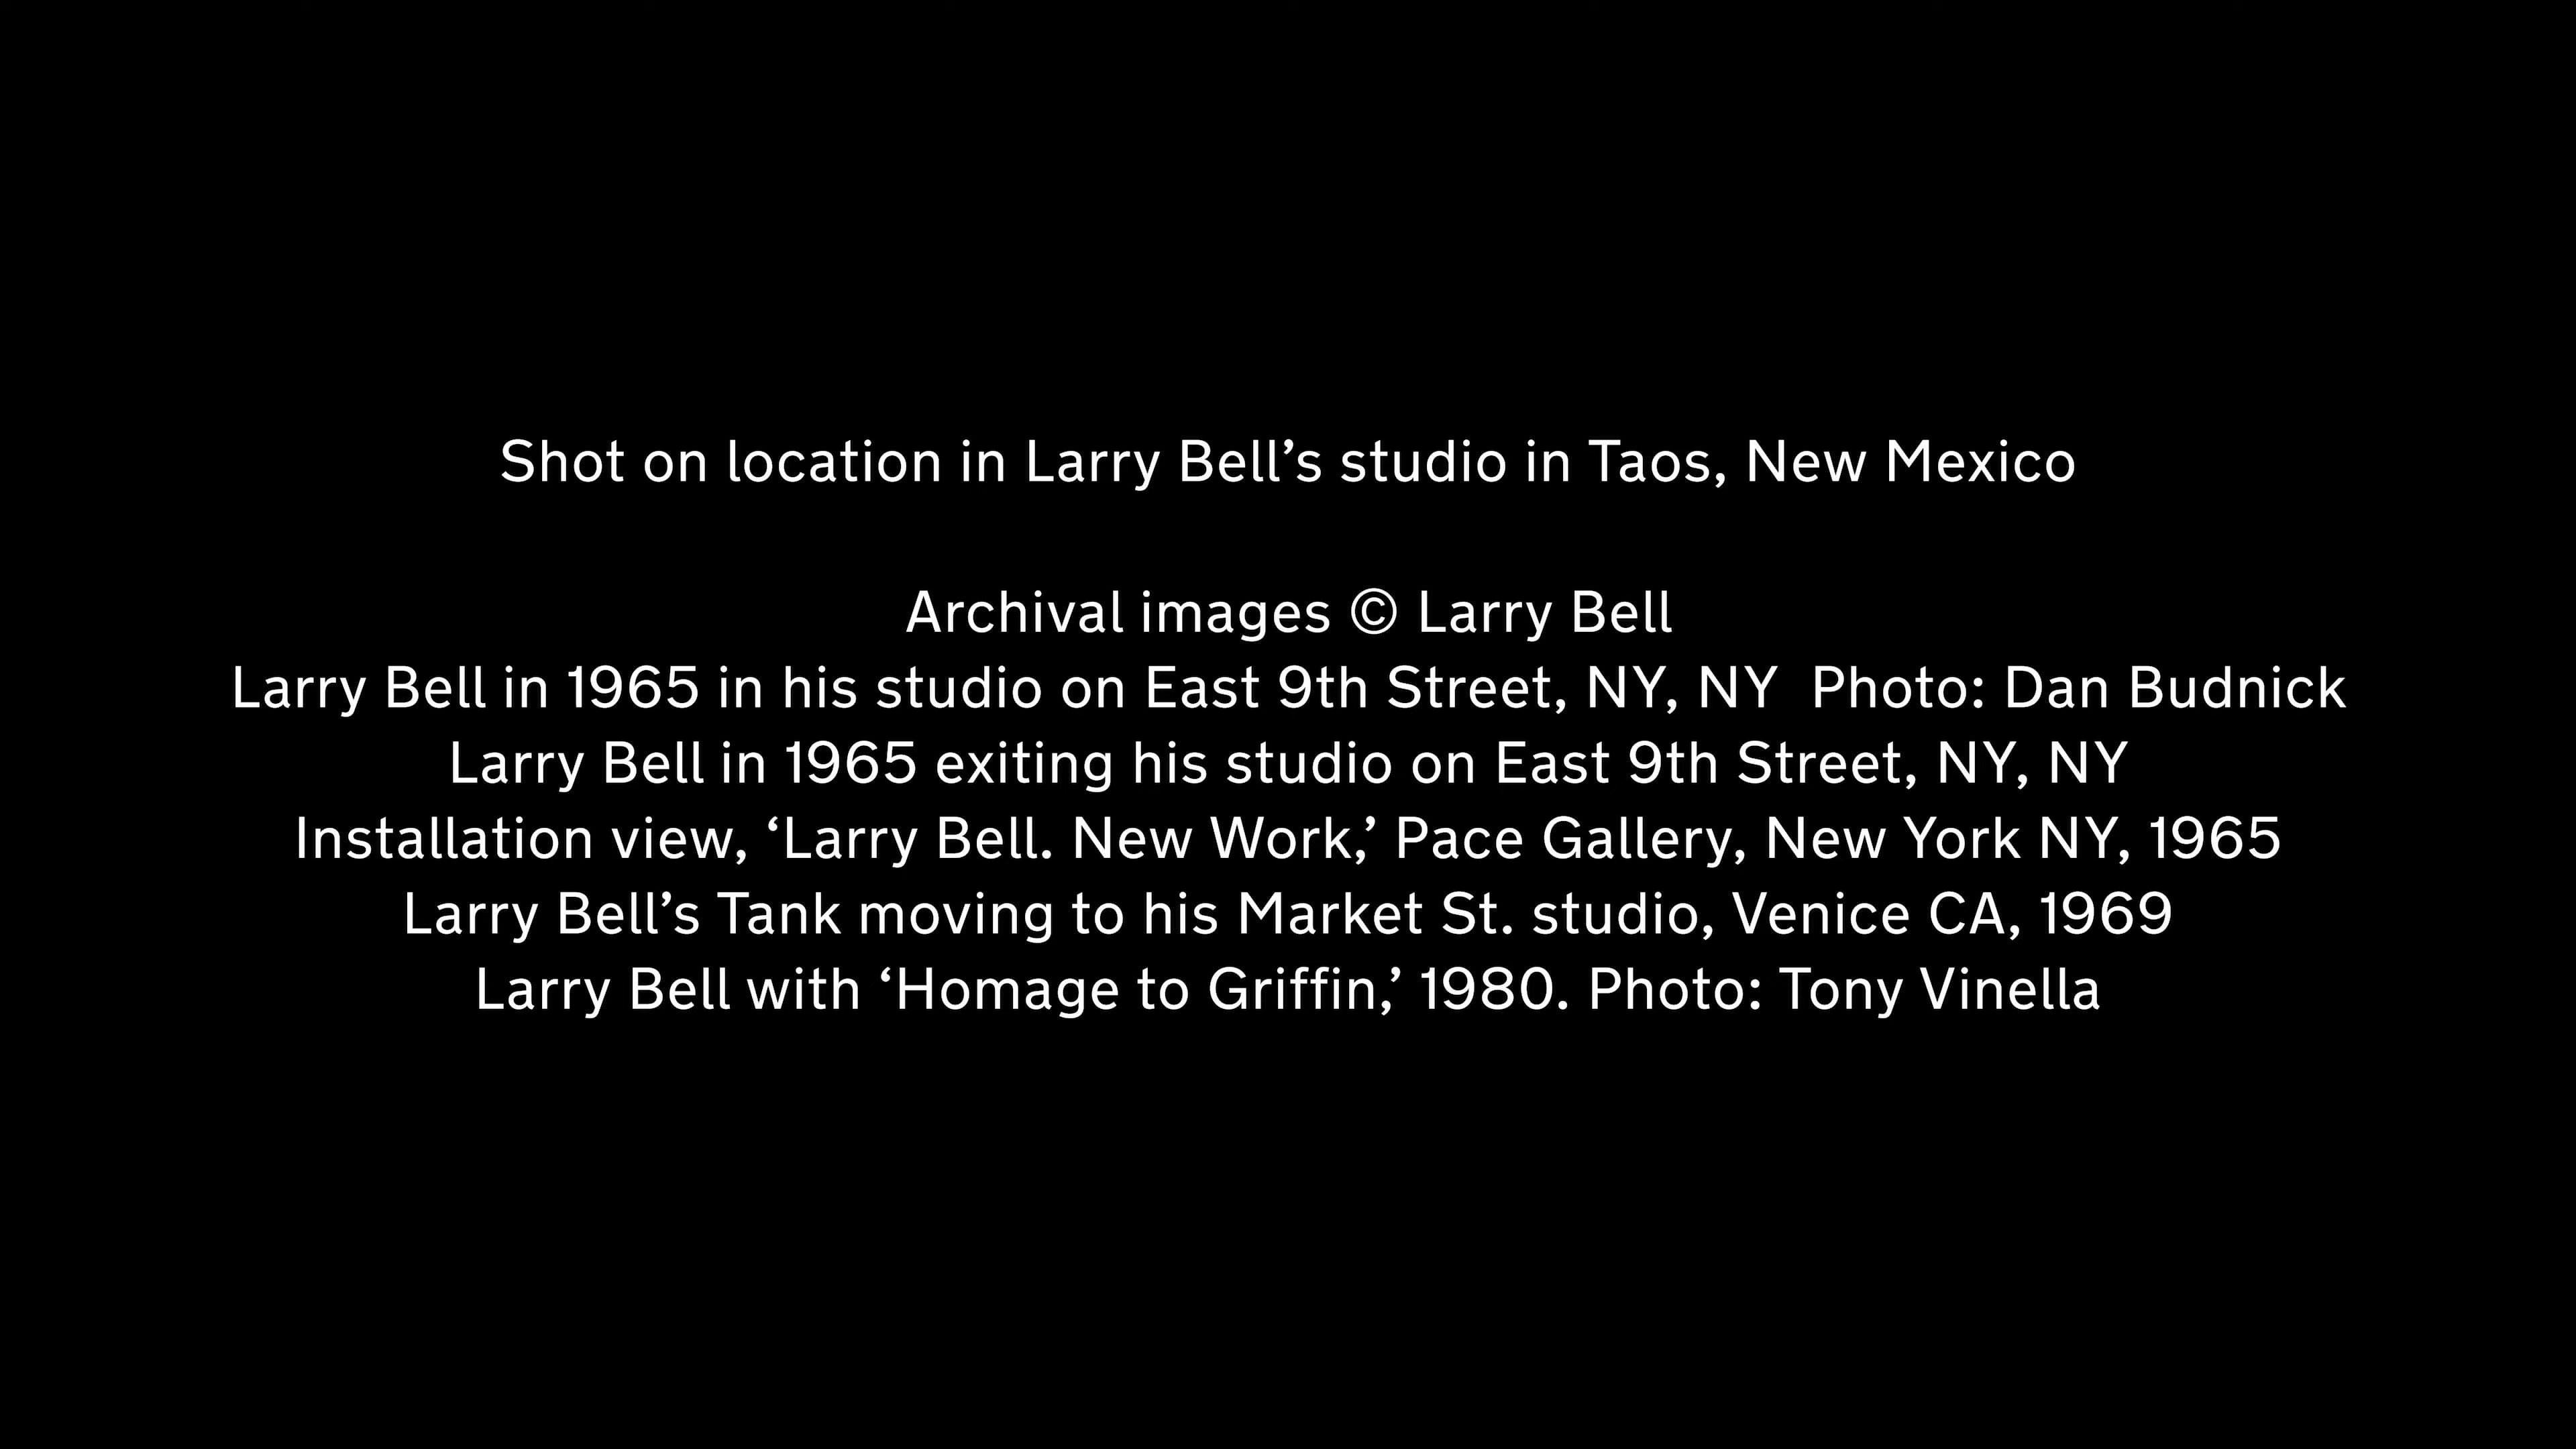 Shot on location in Larry Bell’s studio in Taos, New Mexico
Archival images © Larry Bell
Larry Bell in 1965 in his studio on East 9th Street, NY, NY  Photo: Dan Budnick
Larry Bell in 1965 exiting his studio on East 9th Street, NY, NY
Installation view, ‘Larry Bell. New Work,’ Pace Gallery, New York NY, 1965
Larry Bell’s Tank moving to his Market St. studio, Venice CA, 1969
Larry Bell with ‘Homage to Griffin,’ 1980. Photo: Tony Vinella